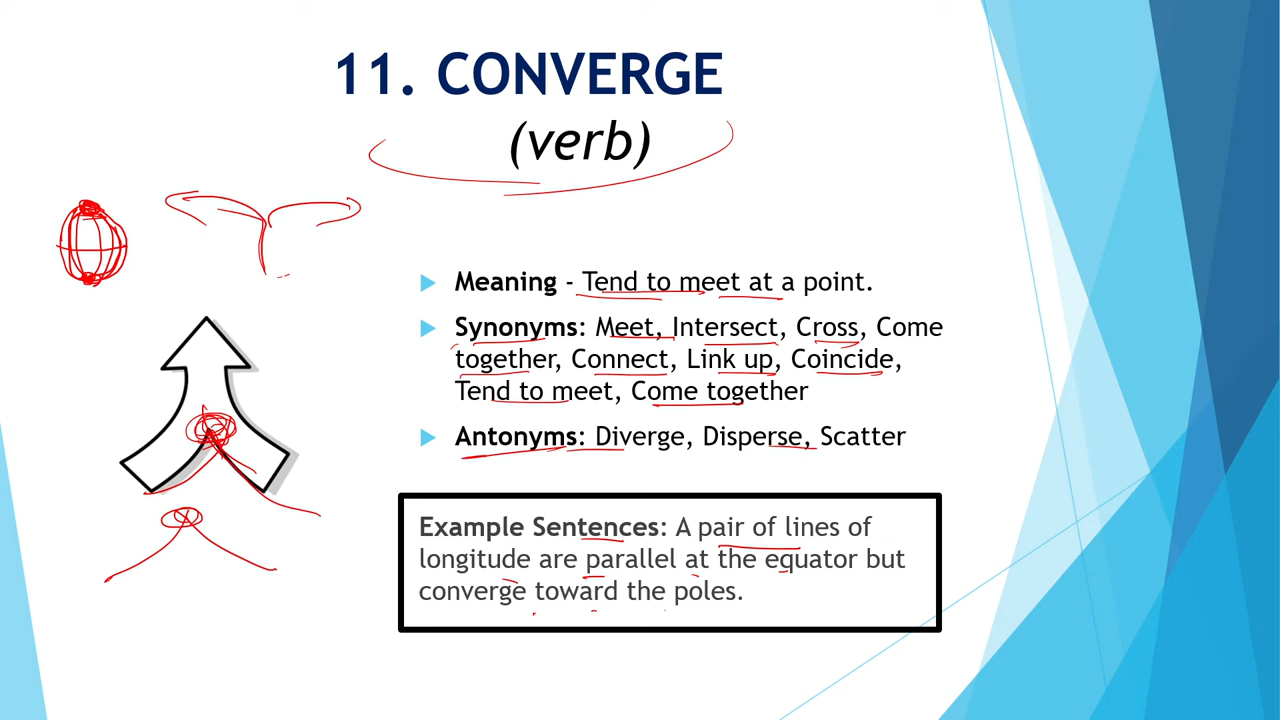 11. CONVERGE
(verb)
Meaning - Tend to meet at a point.
Synonyms: Meet, Intersect, Cross, Come
together, Connect, Link up, Coincide,
Tend to meet, Come together
Antonyms: Diverge, Disperse, Scatter
Example Sentences: A pair of lines of
longitude are parallel at the equator but
converge toward the poles.